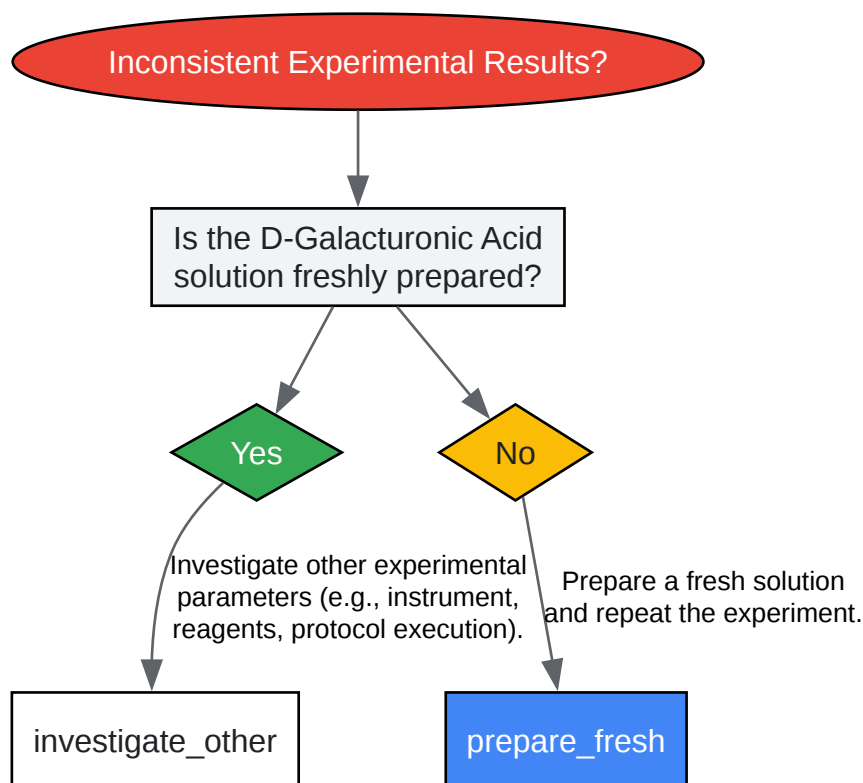 Inconsistent Experimental Results?
Is the D-Galacturonic Acid
solution freshly prepared?
Yes
No
Investigate other experimental
parameters (e.g., instrument,
reagents, protocol execution).
Prepare a fresh solution
and repeat the experiment.
investigate_other
prepare_fresh